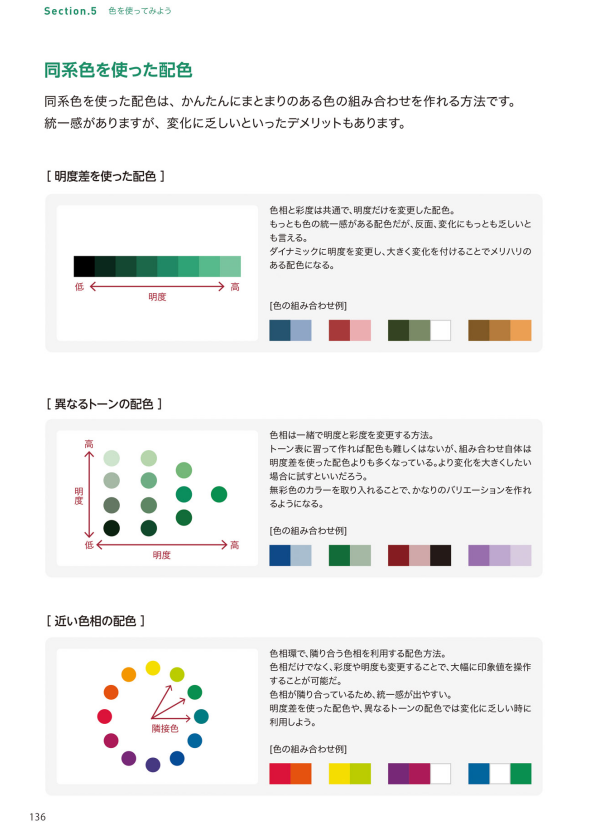 Section.5 色を使ってみよう
同系色を使った配色
同系色を使った配色は、かんたんにまとまりのある色の組み合わせを作れる方法です。
統一感がありますが、変化に乏しいといったデメリットもあります。
[ 明度差を使った配色 ]
色相と彩度は共通で、明度だけを変更した配色。
もっとも色の統一感がある配色だが、反面、変化にもっとも乏しいと
も言える。
ダイナミックに明度を変更し、大きく変化を付けることでメリハリの
ある配色になる。
低 高
明度
[色の組み合わせ例]
[ 異なるトーンの配色 ]
色相は一緒で明度と彩度を変更する方法。
トーン表に習って作れば配色も難しくはないが、組み合わせ自体は
明度差を使った配色よりも多くなっている。より変化を大きくしたい
場合に試すといいだろう。
無彩色のカラーを取り入れることで、かなりのバリエーションを作れ
るようになる。
高
明度
低 高
明度
[色の組み合わせ例]
[ 近い色相の配色 ]
色相環で、隣り合う色相を利用する配色方法。
色相だけでなく、彩度や明度も変更することで、大幅に印象値を操作
することが可能だ。
色相が隣り合っているため、統一感が出やすい。
明度差を使った配色や、異なるトーンの配色では変化に乏しい時に
利用しよう。
隣接色
[色の組み合わせ例]
136